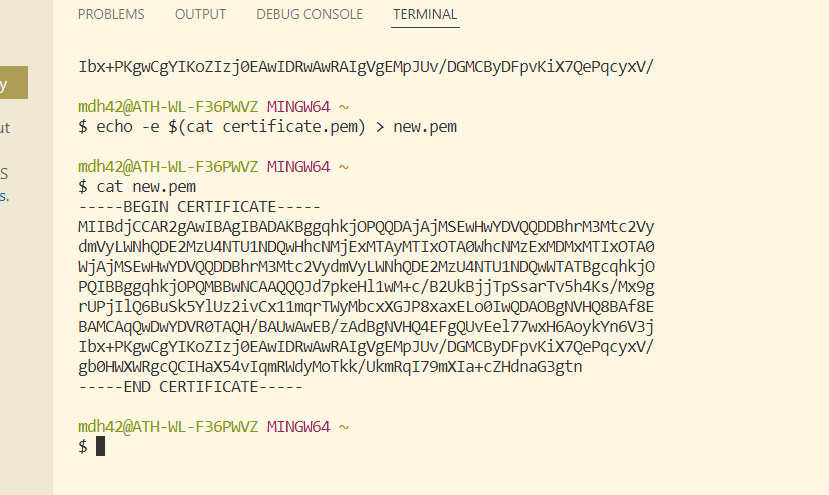 PROBLEMS OUTPUT DEBUG CONSOLE TERMINAL
Ibx+PKgwCgYIKoZIzj0EAwIDRwAwRAIgVgEMpJUv/DGMCByDFpvKiX7QePqcyxV/
y
mdh42@ATH-WL-F36PWVZ MINGW64 ~
$ echo -e $(cat certificate.pem) > new.pem
ut
mdh42@ATH-WL-F36PWVZ MINGW64 ~
S
$ cat new.pem
s.
-----BEGIN CERTIFICATE-----
MIIBdjCCAR2gAwIBAgIBADAKBggqhkjOPQQDAjAjMSEwHwYDVQQDDBhrM3Mtc2Vy
dmVyLWNhQDE2MzU4NTU1NDQwHhcNMjExMTAyMTIxOTA0WhcNMzExMDMxMTIxOTA0
WjAjMSEwHwYDVQQDDBhrM3Mtc2VydmVyLWNhQDE2MzU4NTU1NDQwWTATBgcqhkjO
PQIBBggqhkjOPQMBBwNCAAQQQJd7pkeHl1wM+c/B2UkBjjTpSsarTv5h4Ks/Mx9g
rUPjIlQ6BuSk5YlUz2ivCx11mqrTWyMbcxXGJP8xaxELo0IwQDAOBgNVHQ8BAf8E
BAMCAqQwDwYDVR0TAQH/BAUwAwEB/zAdBgNVHQ4EFgQUvEel77wxH6AoykYn6V3j
Ibx+PKgwCgYIKoZIzj0EAwIDRwAwRAIgVgEMpJUv/DGMCByDFpvKiX7QePqcyxV/
gb0HWXWRgcQCIHaX54vIqmRWdyMoTkk/UkmRqI79mXIa+cZHdnaG3gtn
-----END CERTIFICATE-----
mdh42@ATH-WL-F36PWVZ MINGW64 ~
$